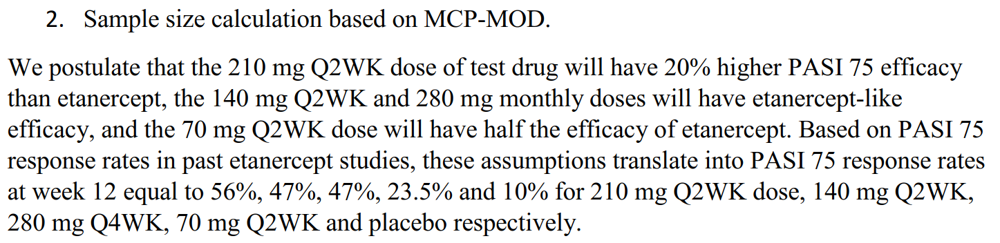 2. Sample size calculation based on MCP-MOD.
We postulate that the 210 mg Q2WK dose of test drug will have 20% higher PASI 75 efficacy
than etanercept, the 140 mg Q2WK and 280 mg monthly doses will have etanercept-like
efficacy, and the 70 mg Q2WK dose will have half the efficacy of etanercept. Based on PASI 75
response rates in past etanercept studies, these assumptions translate into PASI 75 response rates
at week 12 equal to 56%, 47%, 47%, 23.5% and 10% for 210 mg Q2WK dose, 140 mg Q2WK,
280 mg Q4WK, 70 mg Q2WK and placebo respectively.